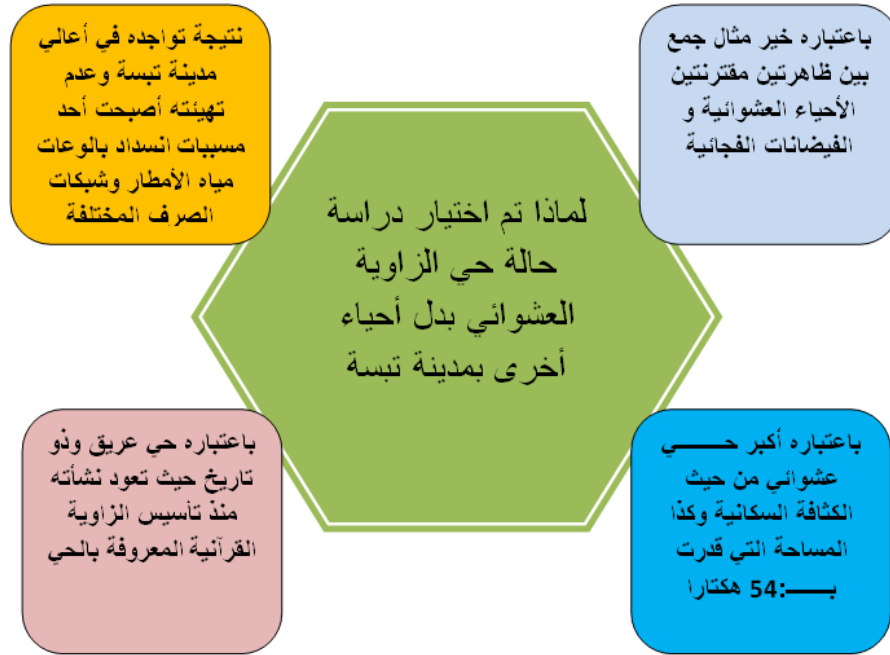 باعتباره خير مثال جمع
بين ظاهرتين مقترنتين
الأحياء العشوائية و
الفيضانات الفجائية
نتيجة تواجده في أعالي
مدينة تبسة وعدم
تهيئته أصبحت أحد
مسببات انسداد بالوعات
مياه الأمطار وشبكات
الصرف المختلفة
لماذا تم اختيار دراسة
حالة حي الزاوية
العشوائي بدل أحياء
أخرى بمدينة تبسة
باعتباره أكبر حـــــــي
عشوائي من حيث
الكثافة السكانية وكذا
المساحة التي قدرت
بـــــ:54 هكتارا
باعتباره حي عريق وذو
تاريخ حيث تعود نشأته
منذ تأسيس الزاوية
القرآنية المعروفة بالحي